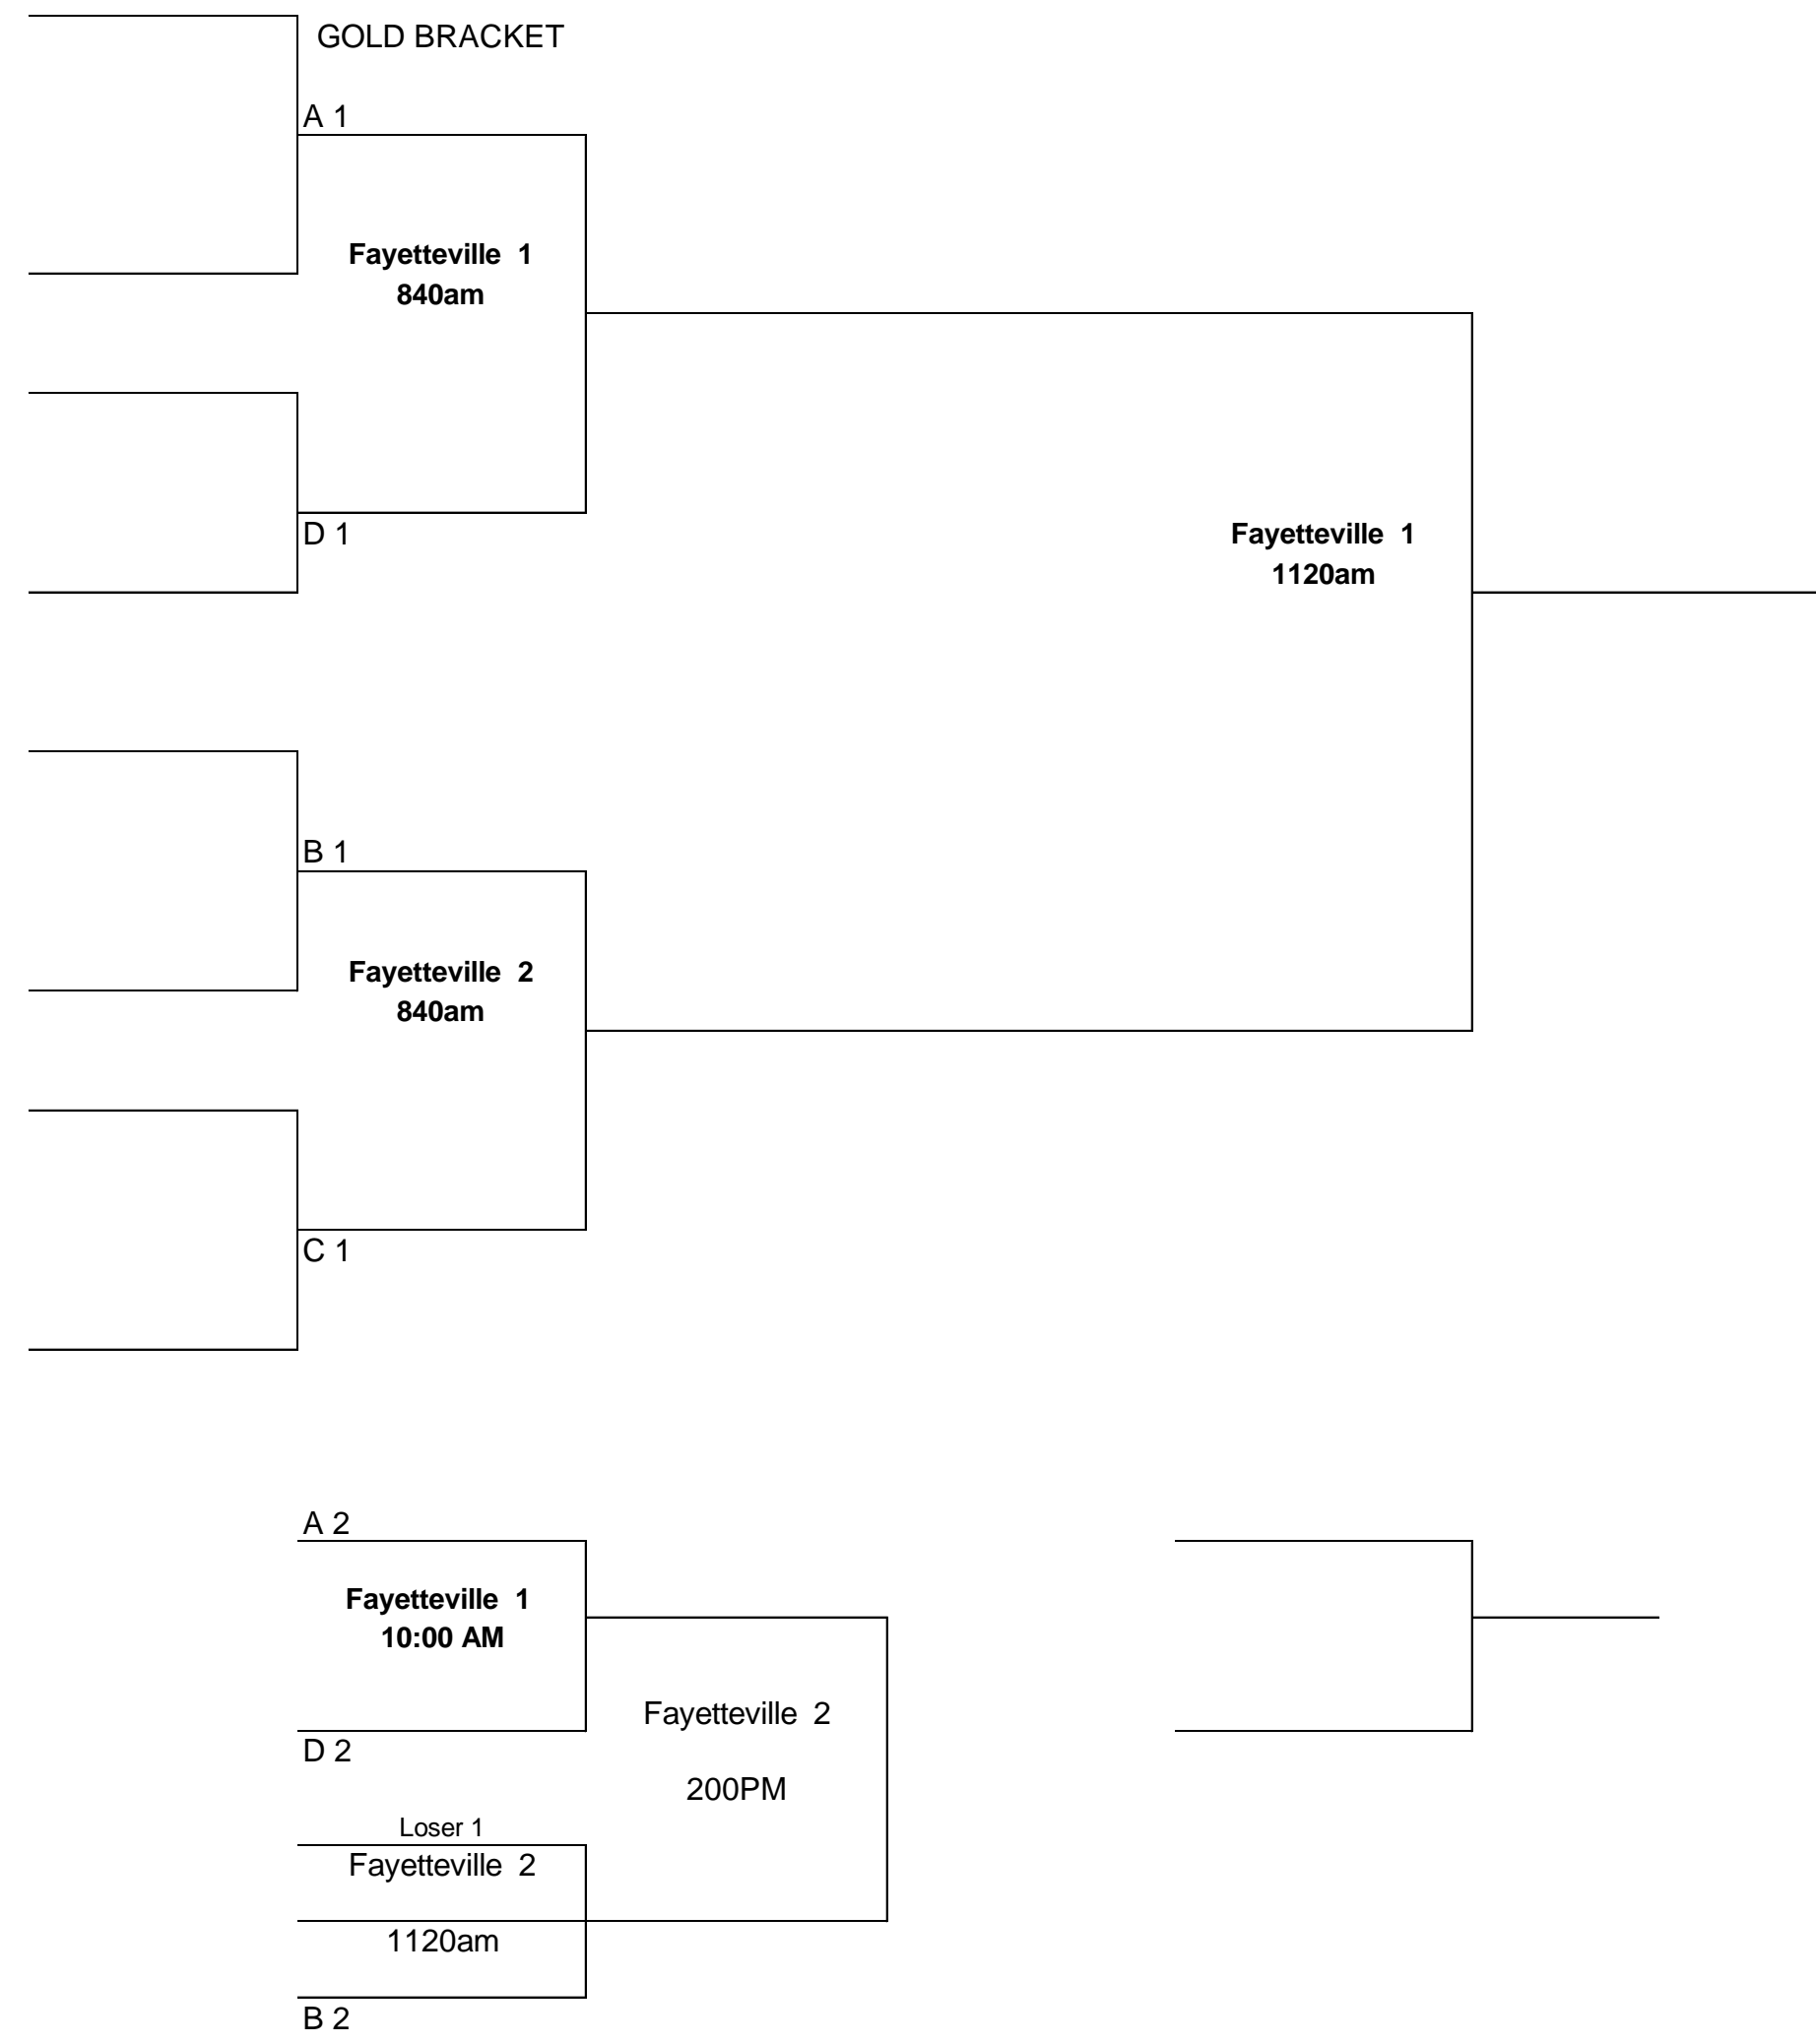 GOLD BRACKET
A 1
Fayetteville 1
840am
D 1
Fayetteville 1
1120am
B 1
Fayetteville 2
840am
C 1
A 2
Fayetteville 1
10:00 AM
Fayetteville 2
D 2
200PM
Loser 1
Fayetteville 2
1120am
B 2